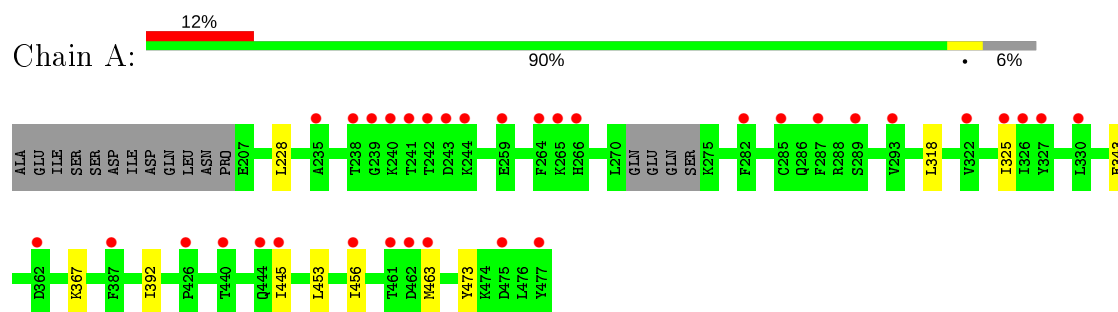 12%
Chain A:
90%
•
6%
ALA GLU ILE SER SER ASP ILE ASP GLN LEU ASN PRO E207 L228 A235 T238 G239 K240 T241 T242 D243 K244 E259 F264 K265 H266 L270 GLN GLU GLN SER K275 F282 C285 Q286 F287 R288 S289 V293 L318 V322 I325 I326 Y327 L330
D362 K367 F387 I392 P426 T440 Q444 I445 L453 I456 T461 D462 M463 Y473 K474 D475 L476 Y477